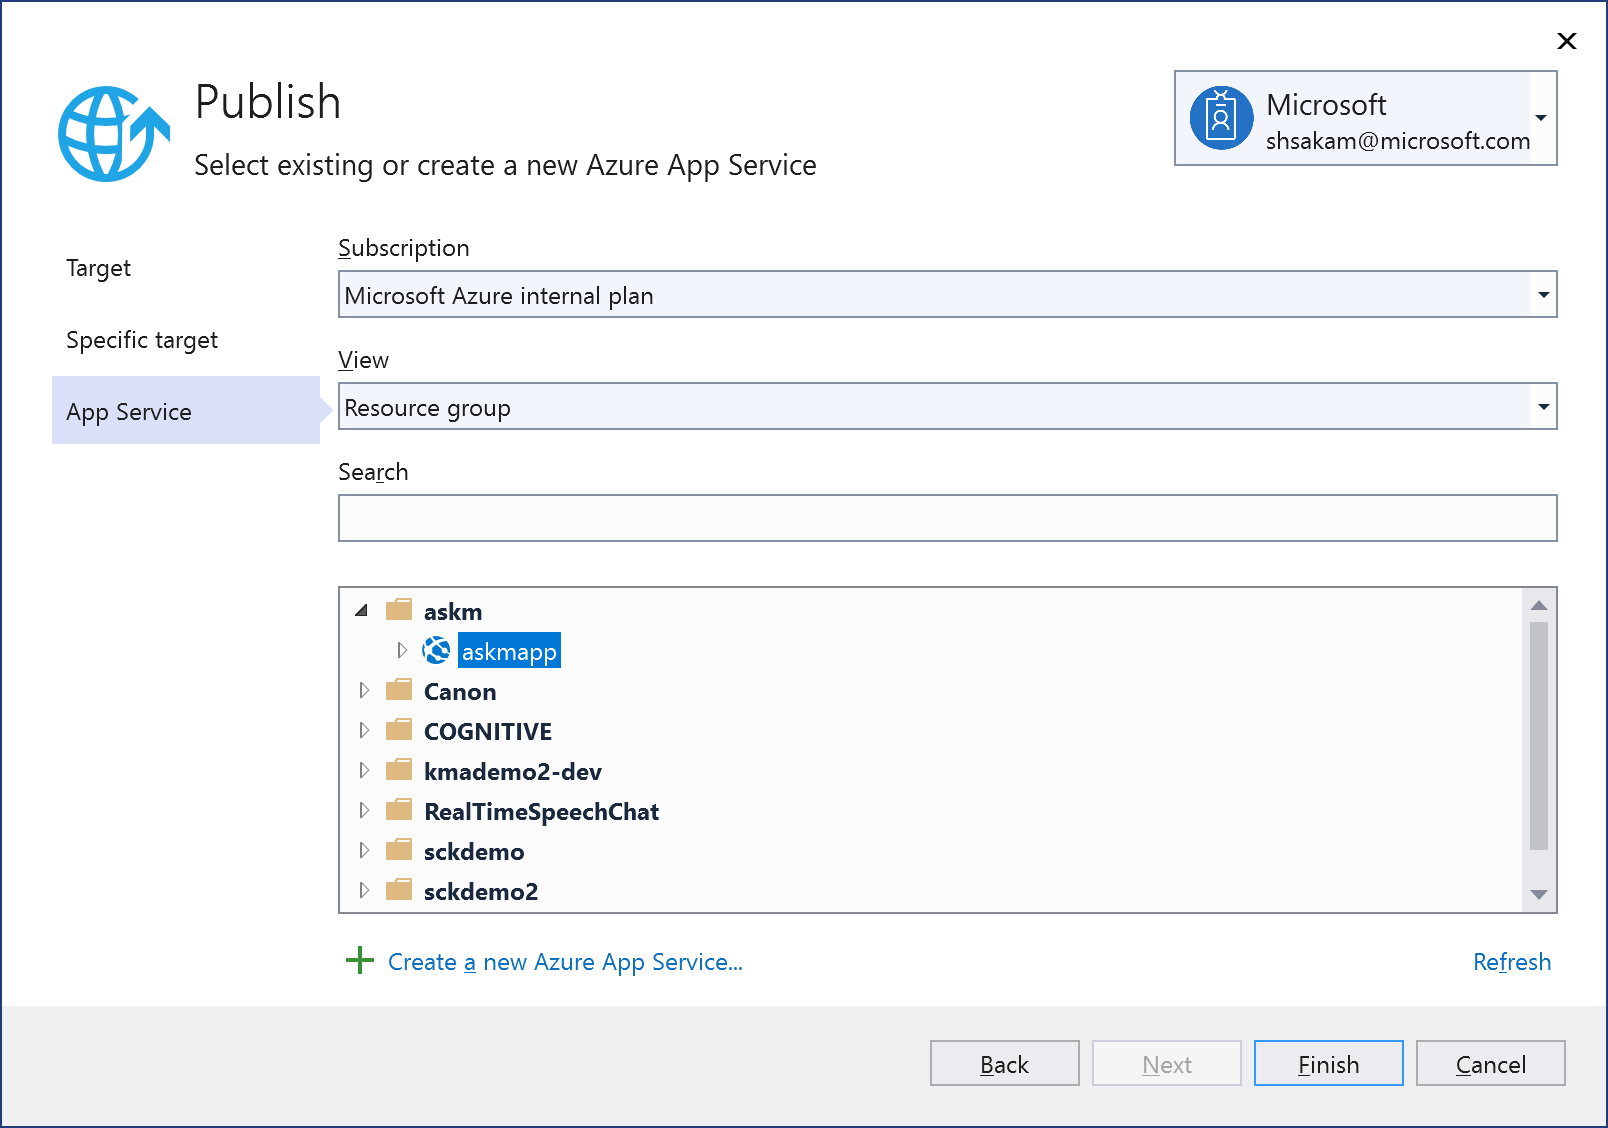 Publish
Select existing or create a new Azure App Service
Microsoft
shsakam@microsoft.com
Target
Specific target
App Service
Subscription
Microsoft Azure internal plan
View
Resource group
Search
askm
askmapp
Canon
COGNITIVE
kmademo2-dev
RealTimeSpeechChat
sckdemo
sckdemo2
Create a new Azure App Service...
Refresh
Back
Next
Finish
Cancel